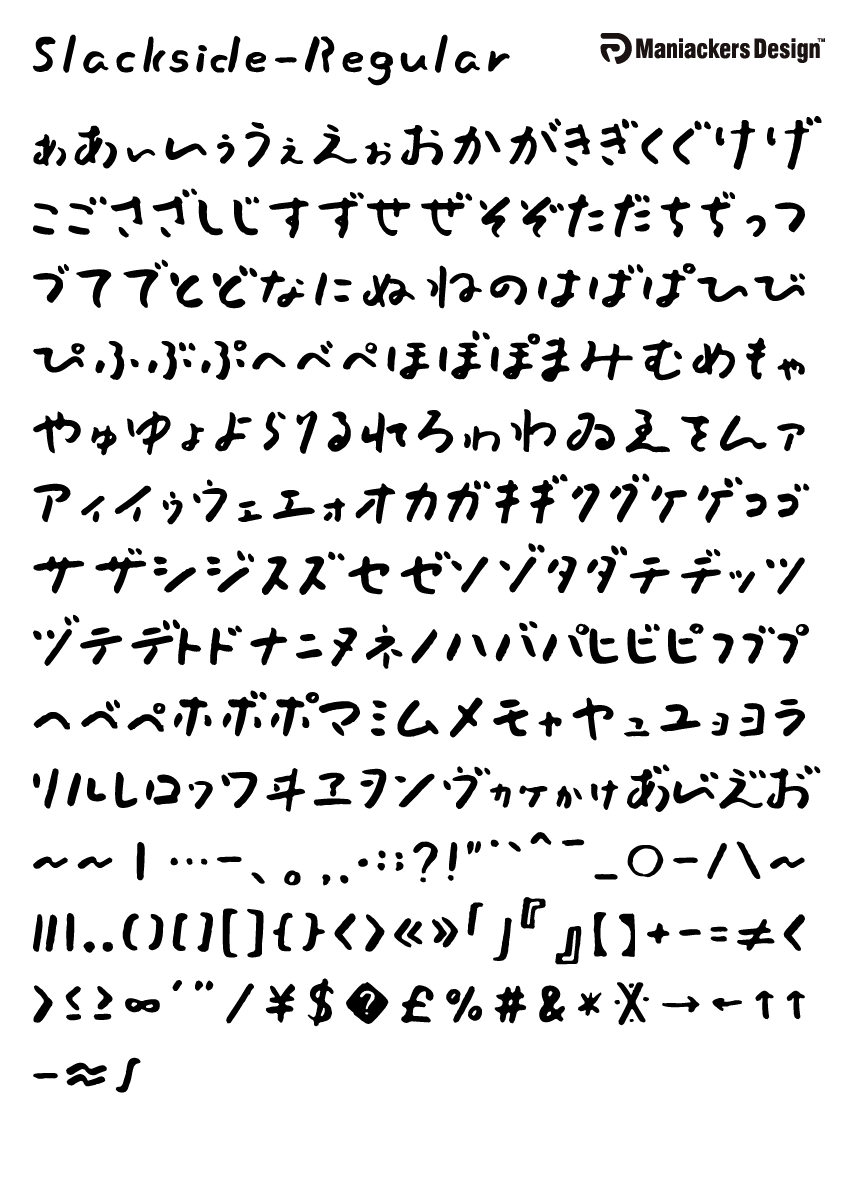 Slackside-Regular
Maniackers Design™
ぁあぃいぅうぇえぉおかがきぎくぐけげ
こごさざしじすずせぜそぞただちぢっつ
づてでとどなにぬねのはばぱひび
ぴふぶぷへべぺほぼぽまみむめもゃ
やゅゆょよらりるれろゎわゐゑをんァ
アィイゥウェエォオカガキギクグケゲコゴ
サザシジスズセゼソゾタダチヂッツ
ヅテデトドナニヌネノハバパヒビピフブプ
ヘベペホボポマミムメモャヤュユョヨラ
リルレロヮワヰヱヲンヴヵヶゕゖあ゙い゙え゙お゙
〜～｜…ー、。，．・：；？！〃｀＾￣＿○－／＼～
‖|‥()〔〕[]{}〈〉《》「」『』【】+-=≠<
>≦≧∞′″/¥$�£%#&*※→←↑↑
−≈∫